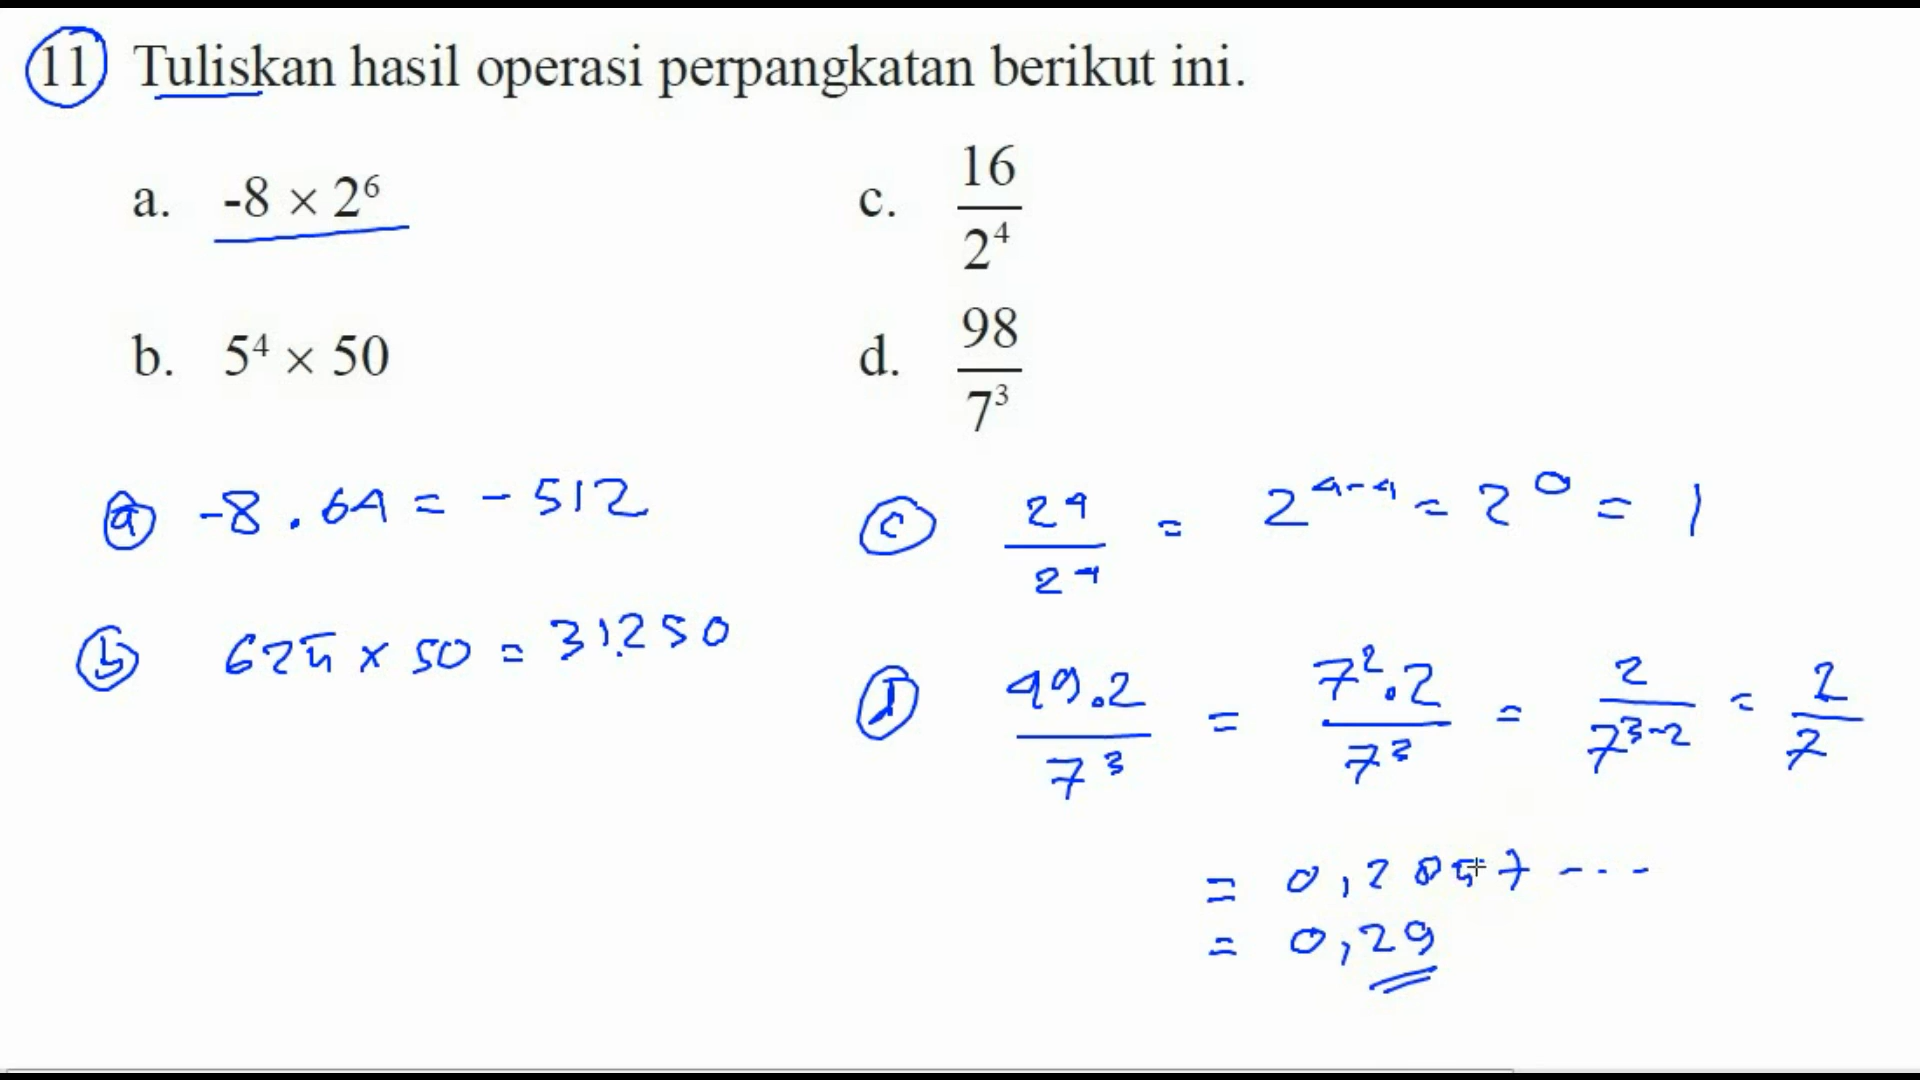 11 Tuliskan hasil operasi perpangkatan berikut ini.
a. -8 × 2⁶
c. 16/2⁴
b. 5⁴ × 50
d. 98/7³
a -8 . 64 = -512
c 2⁴/2⁴ = 2⁴⁻⁴ = 2⁰ = 1
b 625 × 50 = 31.250
d 49.2/7³ = 7².2/7³ = 2/7³⁻² = 2/7
= 0,2857 ...
= 0,29